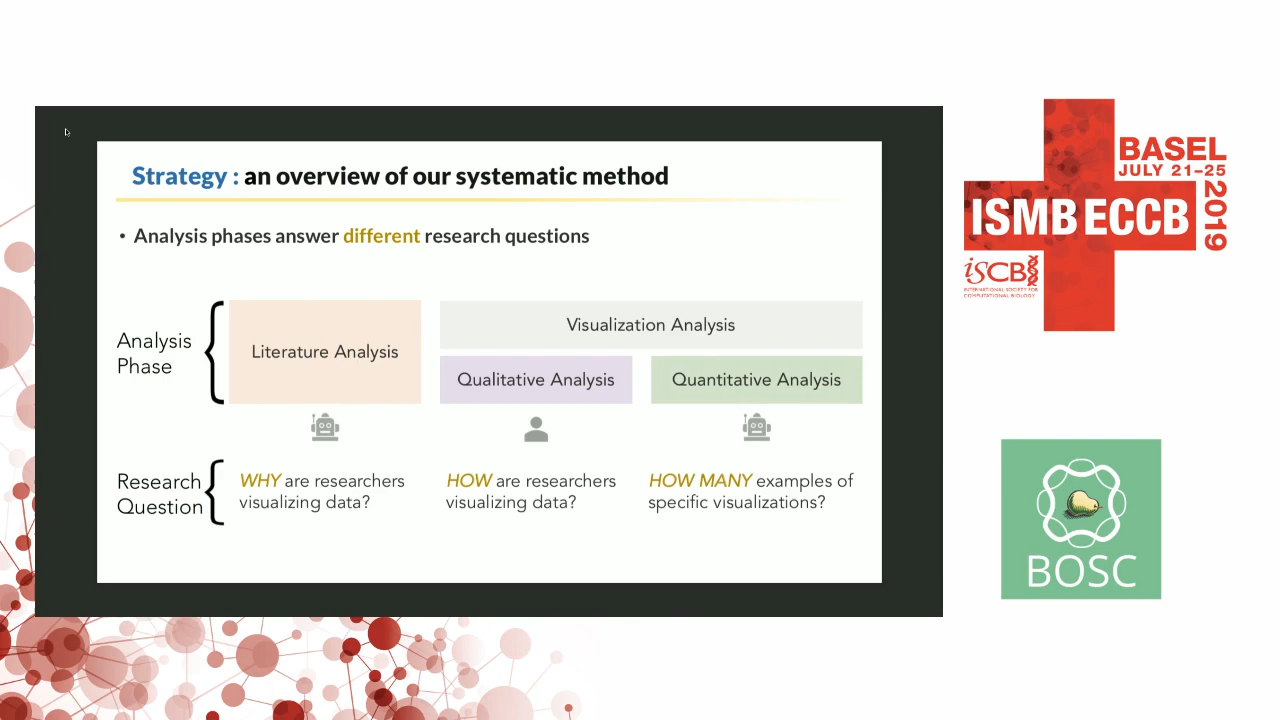 Strategy : an overview of our systematic method
• Analysis phases answer different research questions
Analysis
Phase
Literature Analysis
Visualization Analysis
Qualitative Analysis
Quantitative Analysis
Research
Question
WHY are researchers
visualizing data?
HOW are researchers
visualizing data?
HOW MANY examples of
specific visualizations?
BASEL
JULY 21–25
2019
ISMB ECCB
iSCB
INTERNATIONAL SOCIETY FOR
COMPUTATIONAL BIOLOGY
BOSC